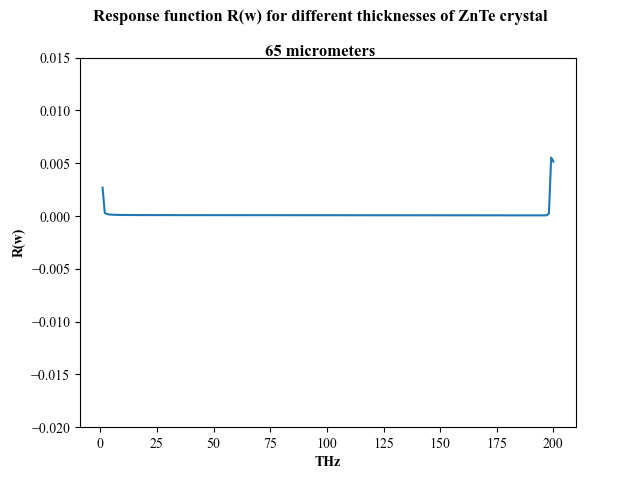 Response function R(w) for different thicknesses of ZnTe crystal
65 micrometers
0.015
0.010
0.005
0.000
−0.005
−0.010
−0.015
−0.020
R(w)
0 25 50 75 100 125 150 175 200
THz